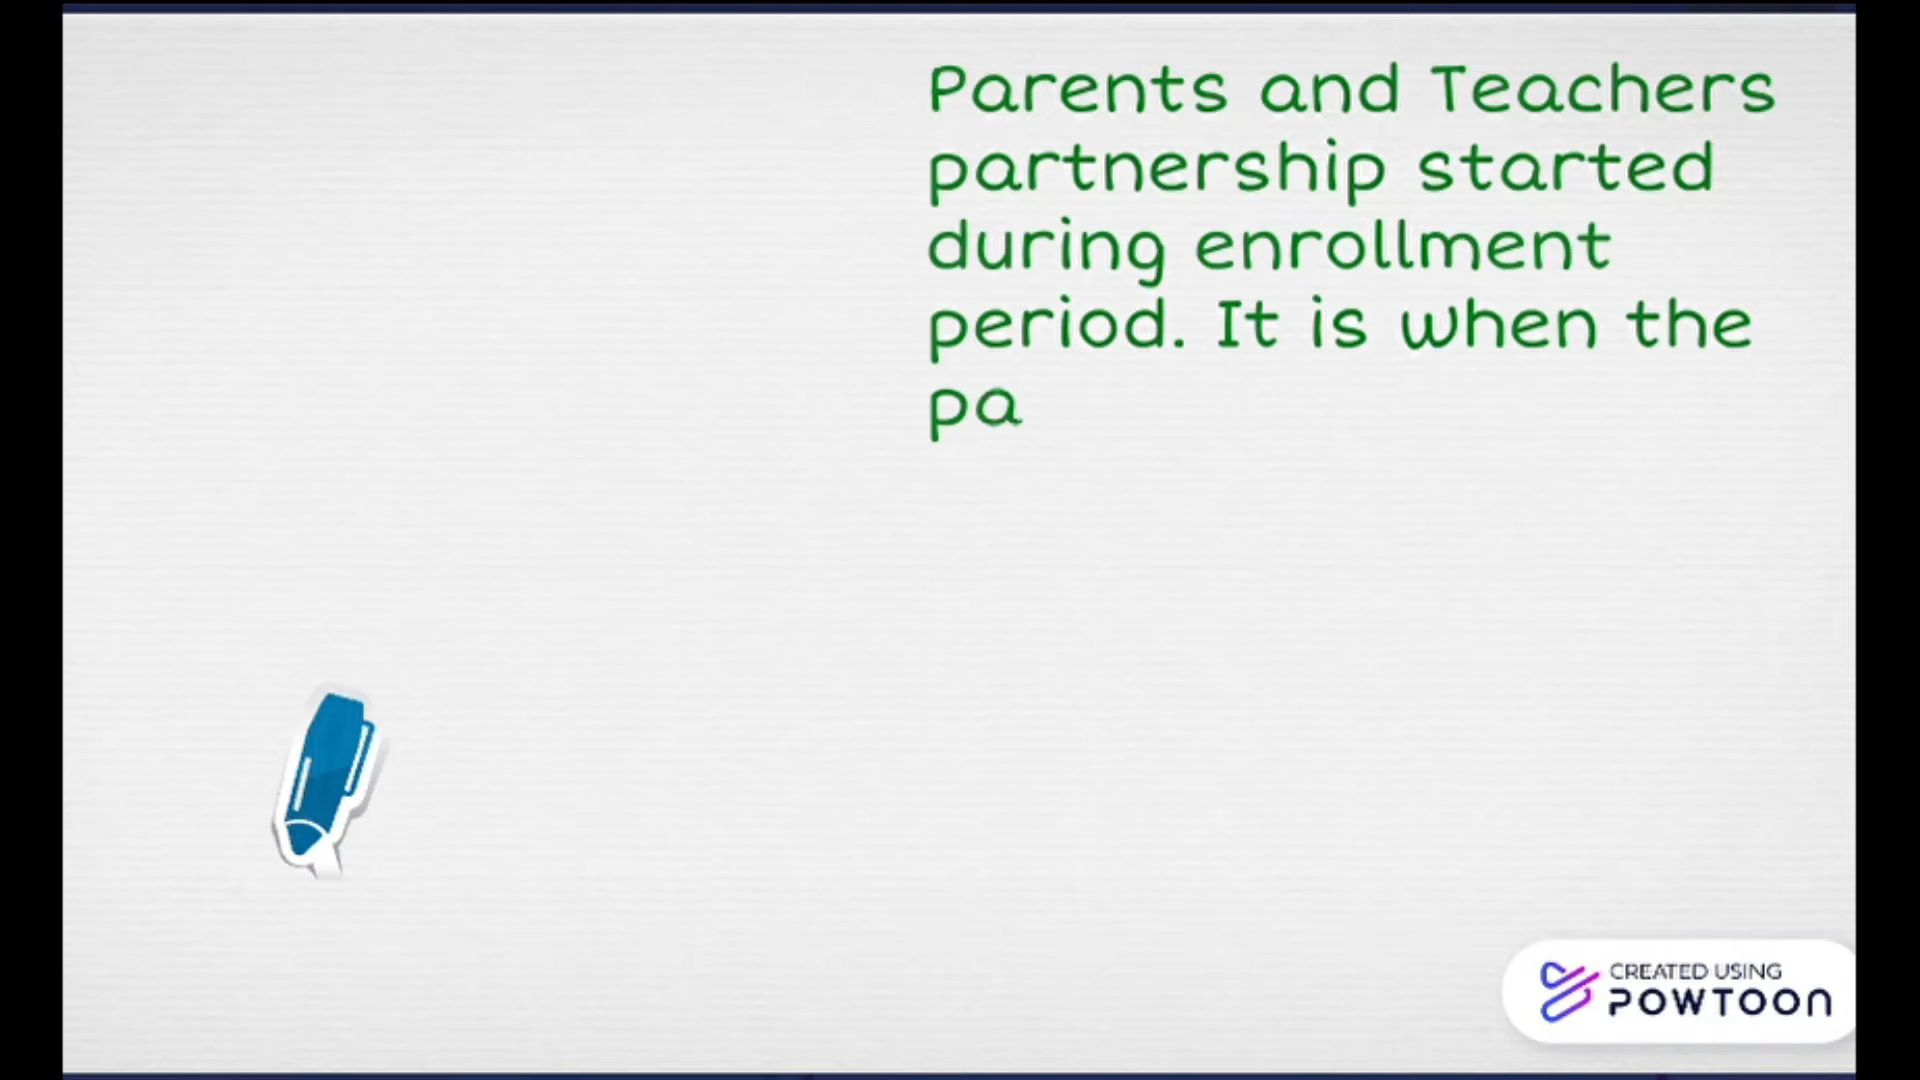 Parents and Teachers
partnership started
during enrollment
period. It is when the
pa
CREATED USING
POWTOON